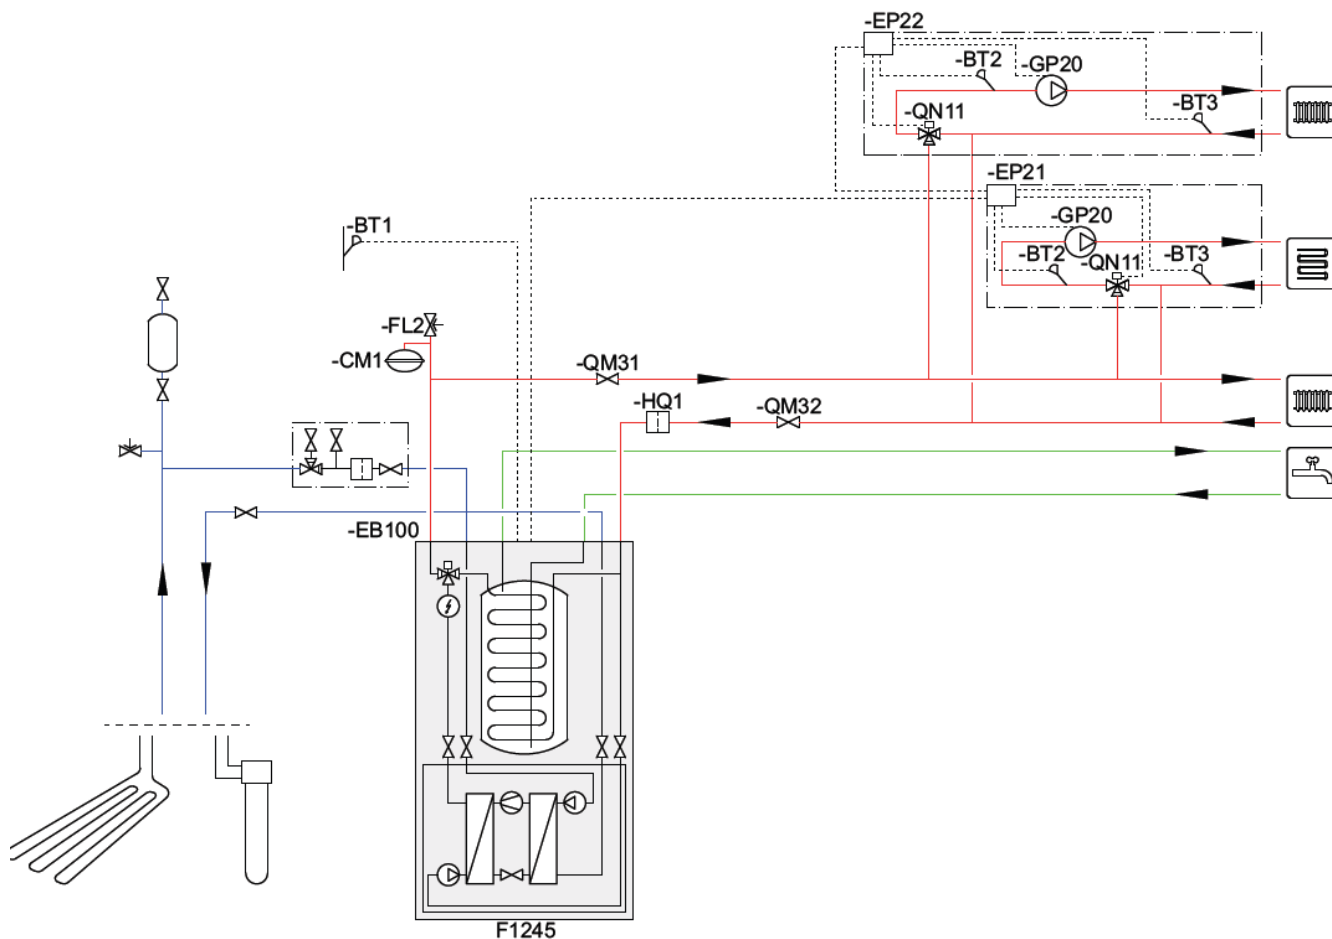 -EP22
-BT2
-GP20
-BT3
-QN11
-EP21
-GP20
-BT1
-BT2
-QN11
-BT3
-FL2
-CM1
-QM31
-HQ1
-QM32
-EB100
F1245